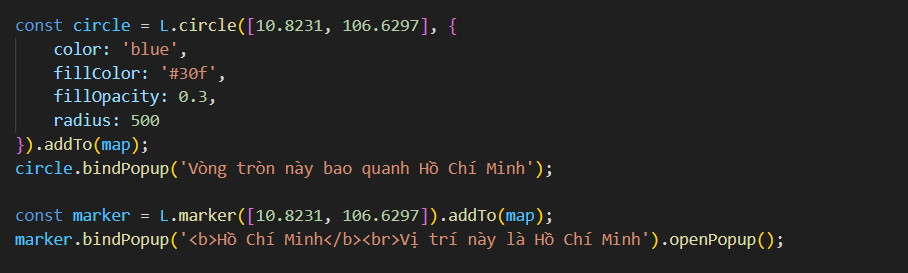 const circle = L.circle([10.8231, 106.6297], {
    color: 'blue',
    fillColor: '#30f',
    fillOpacity: 0.3,
    radius: 500
}).addTo(map);
circle.bindPopup('Vòng tròn này bao quanh Hồ Chí Minh');

const marker = L.marker([10.8231, 106.6297]).addTo(map);
marker.bindPopup('<b>Hồ Chí Minh</b><br>Vị trí này là Hồ Chí Minh').openPopup();